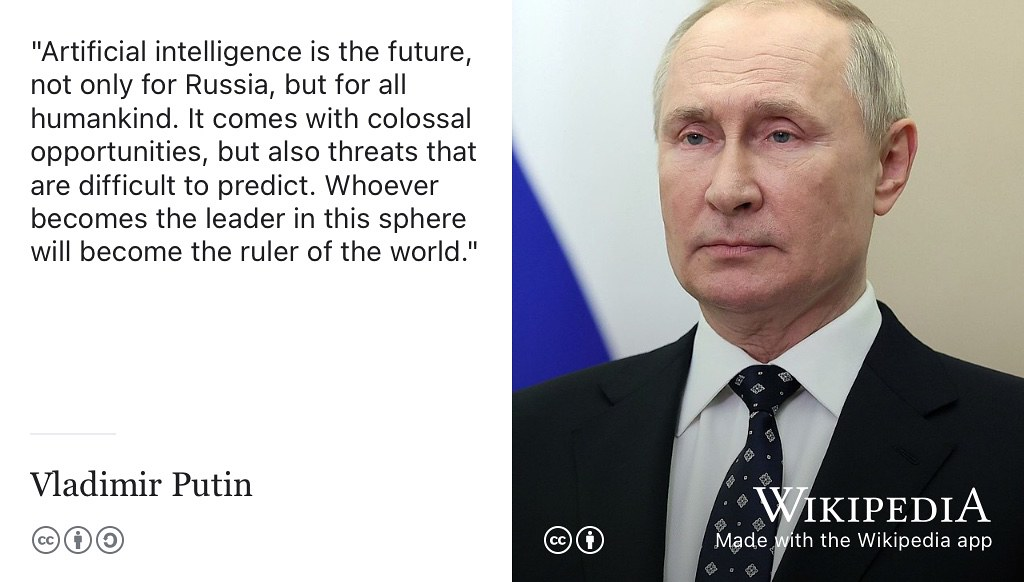 "Artificial intelligence is the future,
not only for Russia, but for all
humankind. It comes with colossal
opportunities, but also threats that
are difficult to predict. Whoever
becomes the leader in this sphere
will become the ruler of the world."
Vladimir Putin
cc
cc
WIKIPEDIA
Made with the Wikipedia app